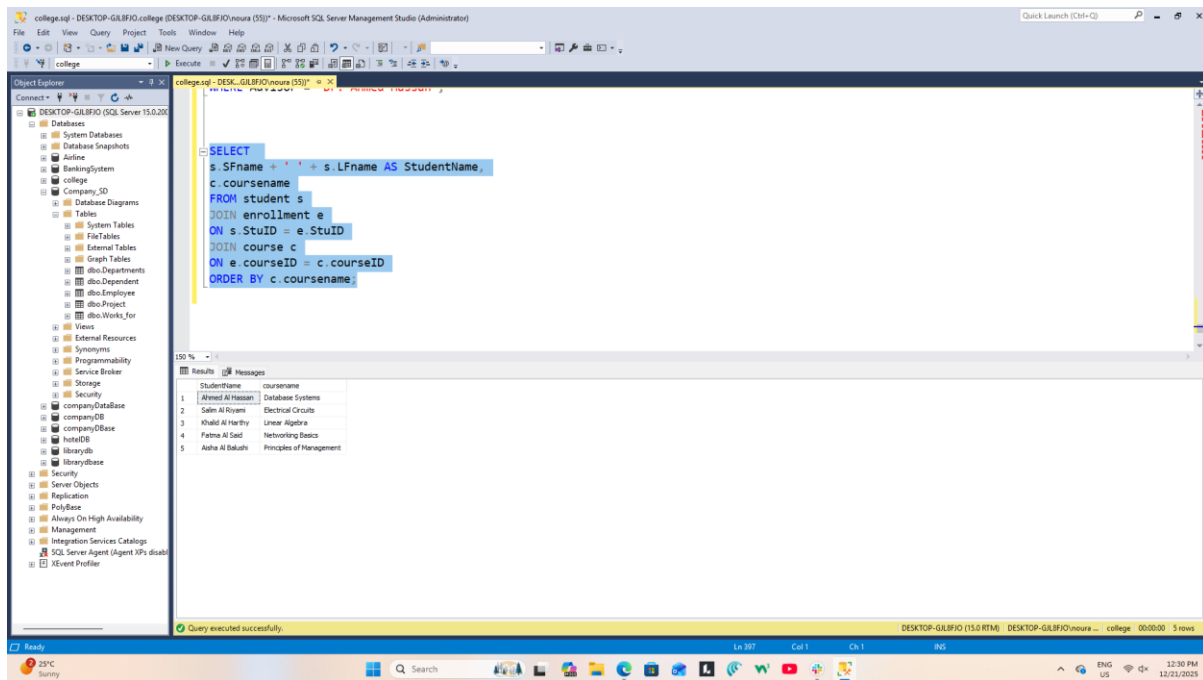 college.sql - DESKTOP-GJL8FJO.college (DESKTOP-GJL8FJO\noura (55))* - Microsoft SQL Server Management Studio (Administrator)
Quick Launch (Ctrl+Q)
File Edit View Query Project Tools Window Help
New Query
college
Execute
Object Explorer
college.sql - DESK...GJL8FJO\noura (55))*
Connect
DESKTOP-GJL8FJO (SQL Server 15.0.200
Databases
System Databases
Database Snapshots
Airline
BankingSystem
college
Company_SD
Database Diagrams
Tables
System Tables
FileTables
External Tables
Graph Tables
dbo.Departments
dbo.Dependent
dbo.Employee
dbo.Project
dbo.Works_for
Views
External Resources
Synonyms
Programmability
Service Broker
Storage
Security
companyDataBase
companyDB
companyDBase
hotelDB
librarydb
librarydbase
Security
Server Objects
Replication
PolyBase
Always On High Availability
Management
Integration Services Catalogs
SQL Server Agent (Agent XPs disabl
XEvent Profiler
WHERE Advisor = 'Dr. Ahmed Hassan';
SELECT
s.SFname + ' ' + s.LFname AS StudentName,
c.coursename
FROM student s
JOIN enrollment e
ON s.StuID = e.StuID
JOIN course c
ON e.courseID = c.courseID
ORDER BY c.coursename;
150 %
Results Messages
StudentName coursename
1 Ahmed Al Hassan Database Systems
2 Salim Al Riyami Electrical Circuits
3 Khalid Al Harthy Linear Algebra
4 Fatma Al Said Networking Basics
5 Aisha Al Balushi Principles of Management
Query executed successfully.
DESKTOP-GJL8FJO (15.0 RTM) DESKTOP-GJL8FJO\noura ... college 00:00:00 5 rows
Ready
Ln 397 Col 1 Ch 1 INS
2
25°C
Sunny
Search
ENG
US
12:30 PM
12/21/2025